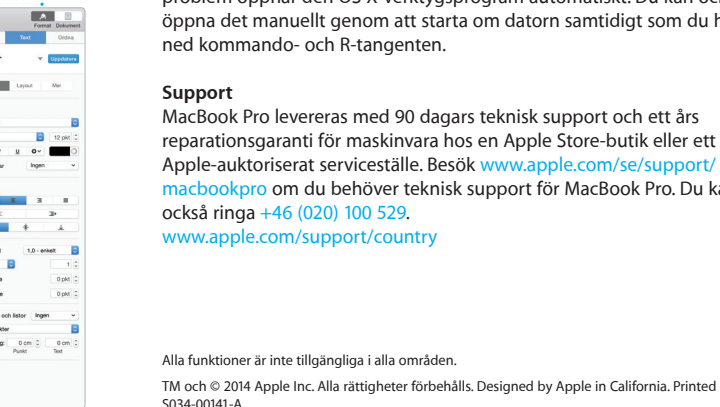 Format Dokument
Text Ordna
Uppdatera
Layout Mer
12 pkt
U
Ingen
1,0 - enkelt
1
0 pkt
0 pkt
och listor Ingen
0 cm 0 cm
Punkt Text
problem öppnar den OS X-verktygsprogram automatiskt. Du kan oc
öppna det manuellt genom att starta om datorn samtidigt som du h
ned kommando- och R-tangenten.
Support
MacBook Pro levereras med 90 dagars teknisk support och ett års
reparationsgaranti för maskinvara hos en Apple Store-butik eller ett
Apple-auktoriserat serviceställe. Besök www.apple.com/se/support/
macbookpro om du behöver teknisk support för MacBook Pro. Du ka
också ringa +46 (020) 100 529.
www.apple.com/support/country
Alla funktioner är inte tillgängliga i alla områden.
TM och © 2014 Apple Inc. Alla rättigheter förbehålls. Designed by Apple in California. Printed
S034-00141-A